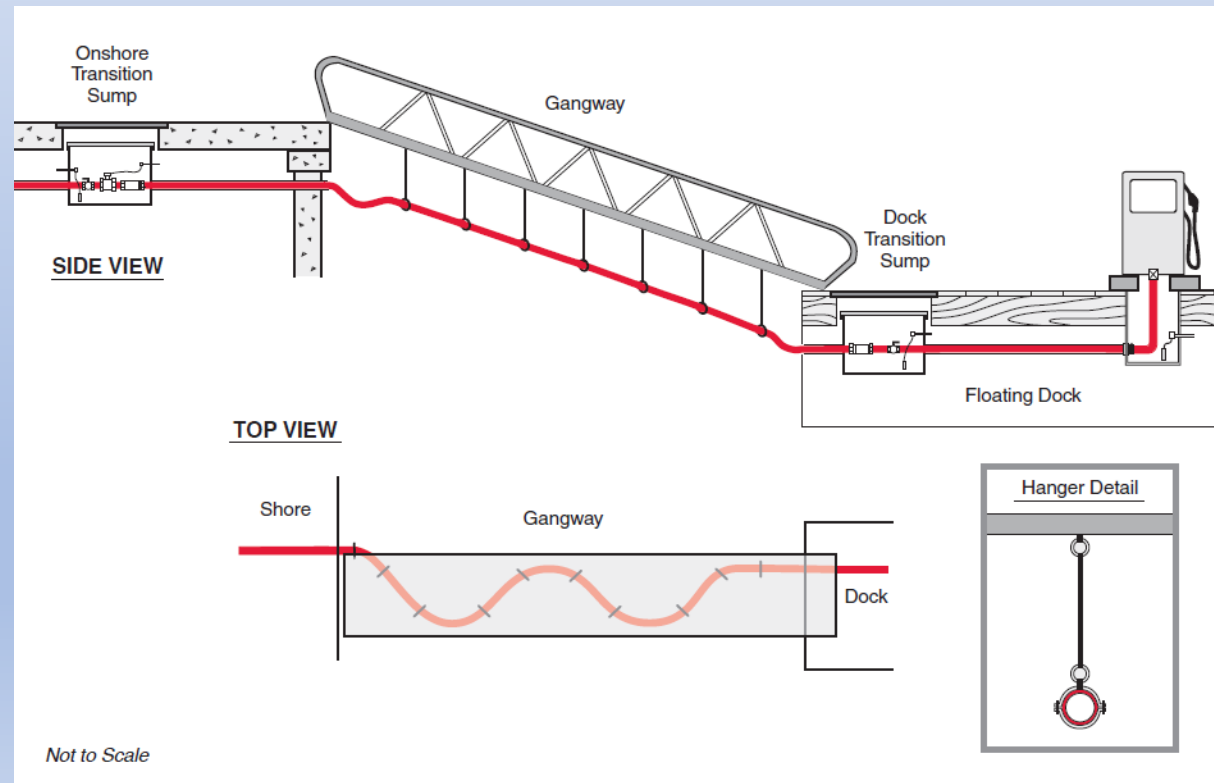 Onshore
Transition
Sump
Gangway
Dock
Transition
Sump
SIDE VIEW
Floating Dock
TOP VIEW
Shore
Gangway
Dock
Hanger Detail
Not to Scale